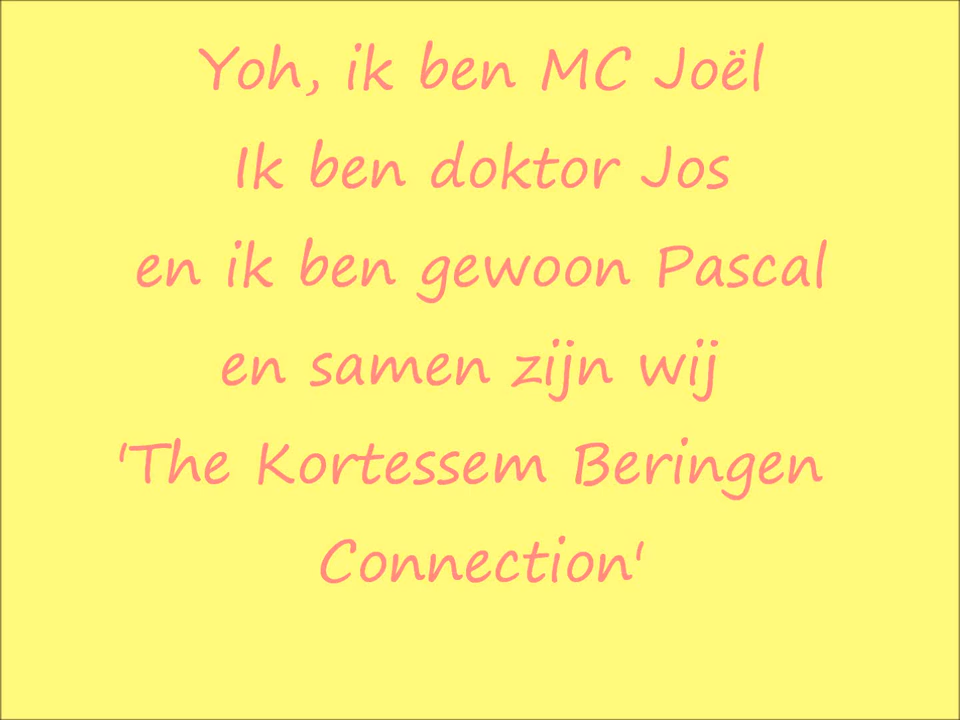 Yoh, ik ben MC Joël
Ik ben doktor Jos
en ik ben gewoon Pascal
en samen zijn wij
'The Kortessem Beringen
Connection'